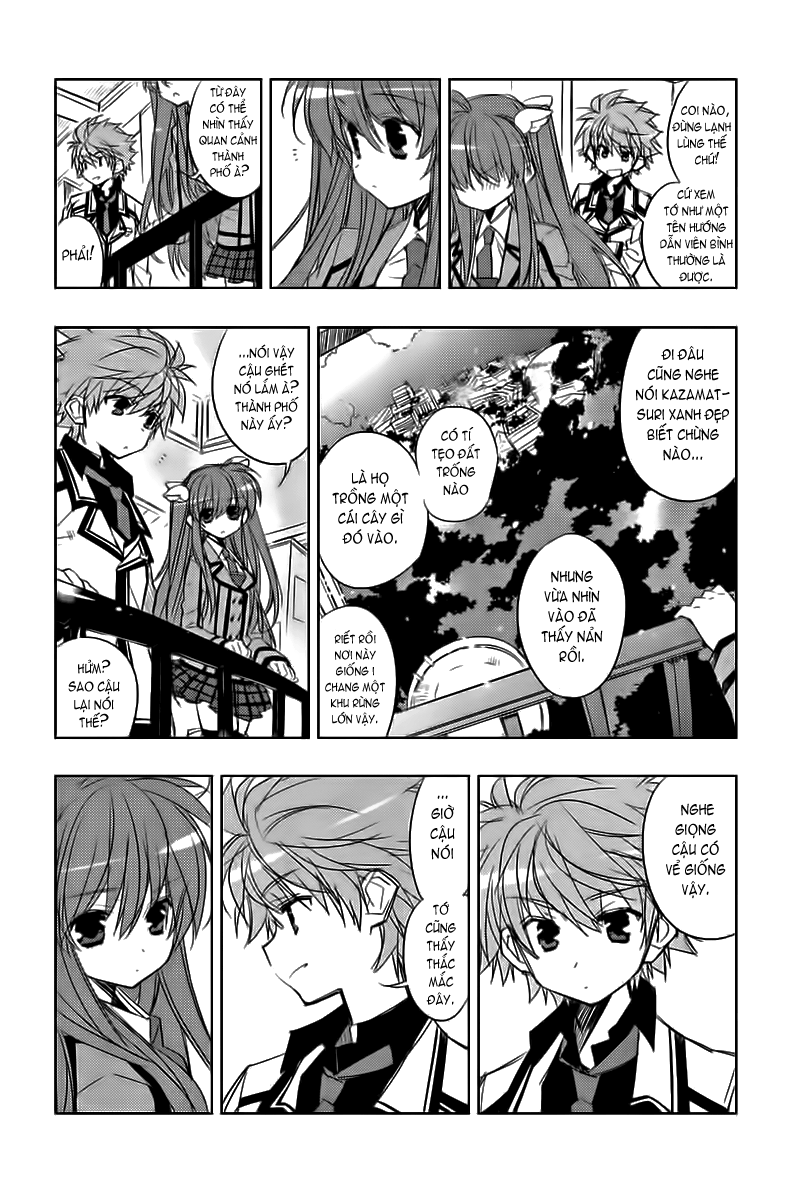 COI NÀO,
ĐỪNG LẠNH
LÙNG THẾ
CHỨ!
CỨ XEM
TỚ NHƯ MỘT
TÊN HƯỚNG
DẪN VIÊN BÌNH
THƯỜNG LÀ
ĐƯỢC.
TỪ ĐÂY
CÓ THỂ
NHÌN THẤY
QUAN CẢNH
THÀNH
PHỐ À?
PHẢI!
ĐI ĐÂU
CŨNG NGHE
NÓI KAZAMAT-
SURI XANH ĐẸP
BIẾT CHỪNG
NÀO...
CÓ TÍ
TẸO ĐẤT
TRỐNG
NÀO
LÀ HỌ
TRỒNG MỘT
CÁI CÂY GÌ
ĐÓ VÀO.
NHƯNG
VỪA NHÌN
VÀO ĐÃ
THẤY NẢN
RỒI.
RIẾT RỒI
NƠI NÀY
GIỐNG Y
CHANG MỘT
KHU RỪNG
LỚN VẬY.
...NÓI VẬY
CẬU GHÉT
NÓ LẮM À?
THÀNH PHỐ
NÀY ẤY?
HỬM?
SAO CẬU
LẠI NÓI
THẾ?
NGHE
GIỌNG
CẬU CÓ
VẺ GIỐNG
VẬY.
...
GIỜ
CẬU
NÓI
TỚ
CŨNG
THẤY
THẮC
MẮC
ĐÂY.